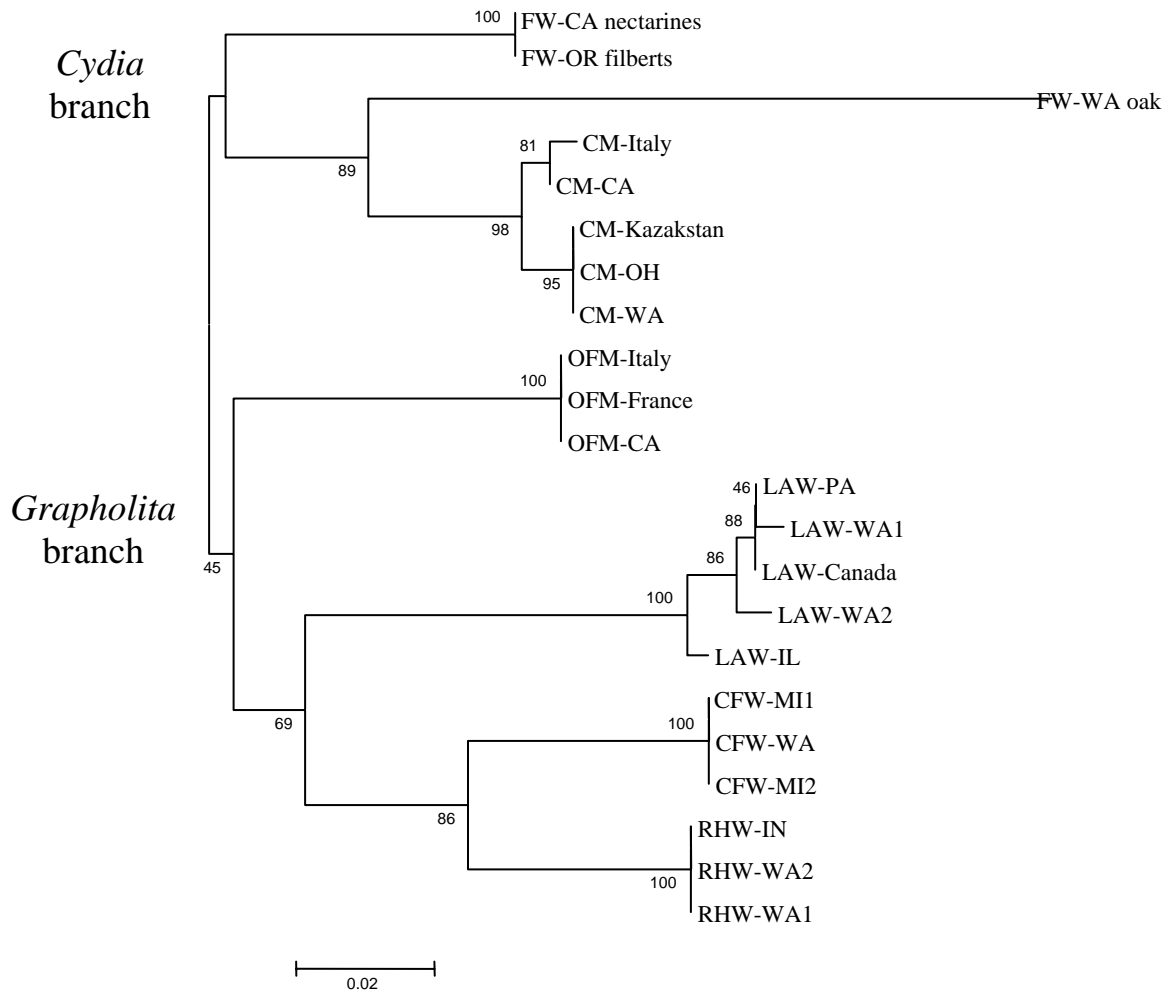 100
FW-CA nectarines
FW-OR filberts
Cydia
branch
FW-WA oak
89
81
CM-Italy
CM-CA
98
CM-Kazakstan
CM-OH
95
CM-WA
OFM-Italy
100
OFM-France
OFM-CA
Grapholita
branch
45
46
LAW-PA
88
LAW-WA1
86
LAW-Canada
100
LAW-WA2
LAW-IL
69
CFW-MI1
100
CFW-WA
CFW-MI2
86
RHW-IN
RHW-WA2
100
RHW-WA1
0.02